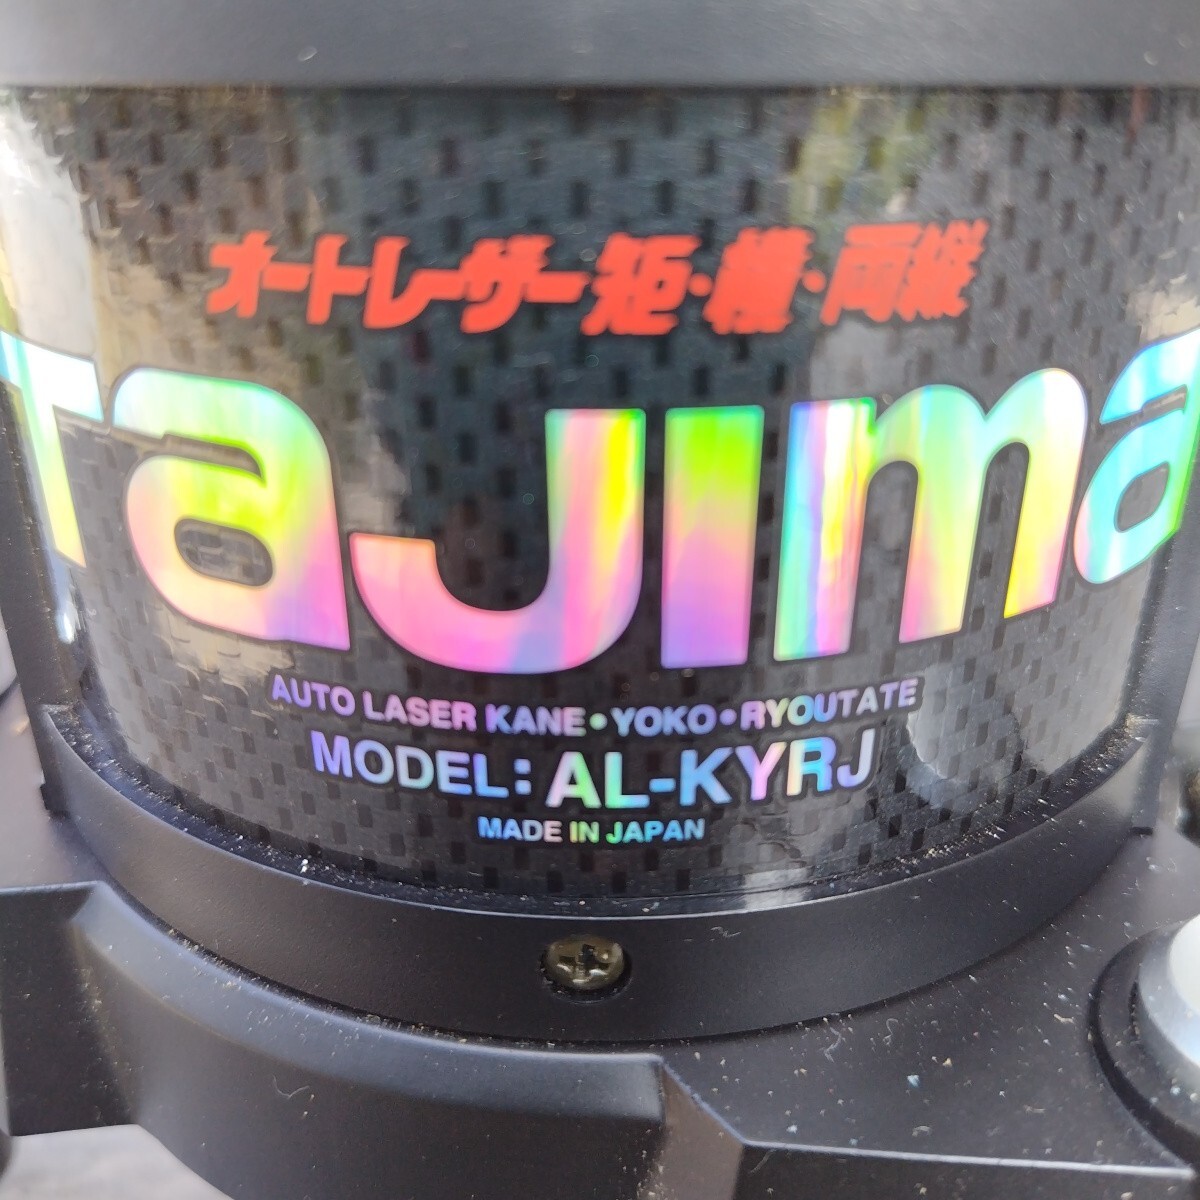 オートレーザー 矩・横・両縦
TaJIma
AUTO LASER KANE•YOKO•RYOUTATE
MODEL: AL-KYRJ
MADE IN JAPAN